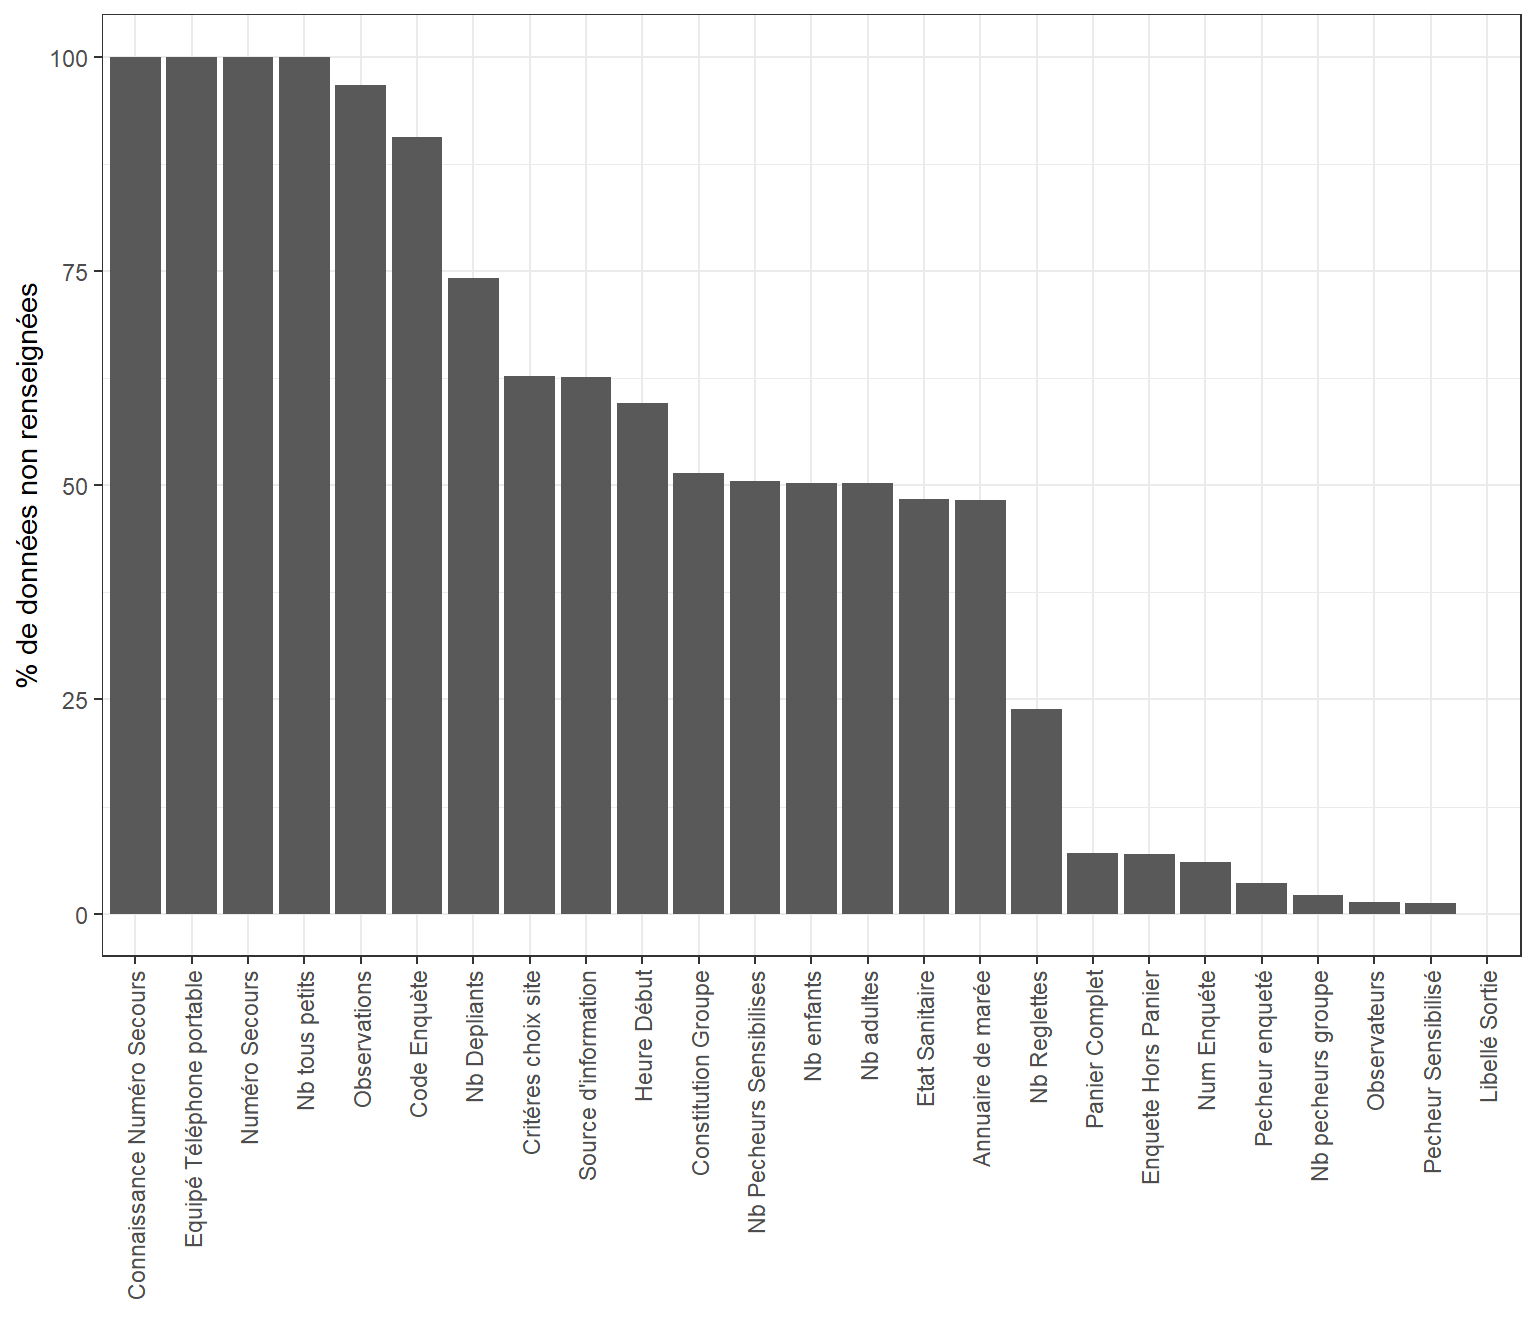 % de données non renseignées
100
75
50
25
0
Connaissance Numéro Secours
Equipé Téléphone portable
Numéro Secours
Nb tous petits
Observations
Code Enquète
Nb Depliants
Critéres choix site
Source d'information
Heure Début
Constitution Groupe
Nb Pecheurs Sensibilises
Nb enfants
Nb adultes
Etat Sanitaire
Annuaire de marée
Nb Reglettes
Panier Complet
Enquete Hors Panier
Num Enquéte
Pecheur enqueté
Nb pecheurs groupe
Observateurs
Pecheur Sensibilisé
Libellé Sortie